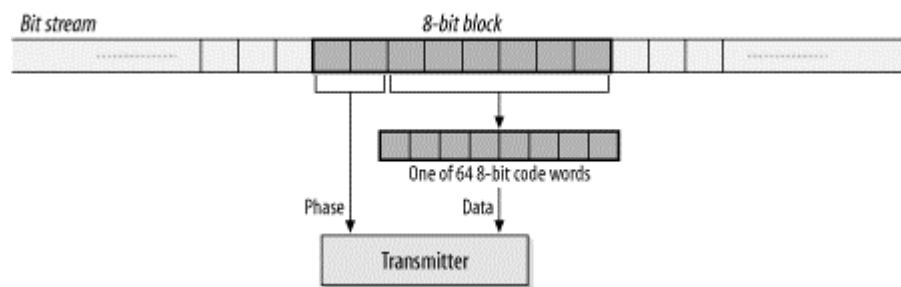 Bit stream
8-bit block
One of 64 8-bit code words
Phase
Data
Transmitter